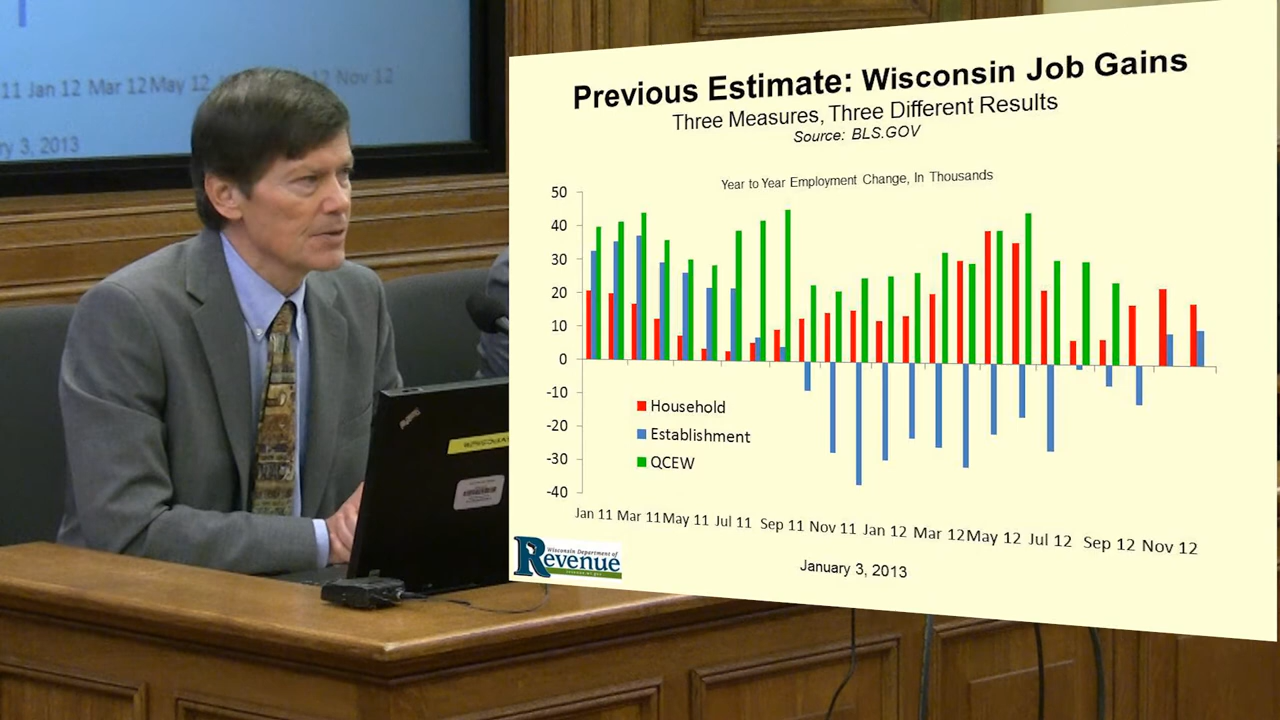 11 Jan 12 Mar 12 May 12
12 Nov 12
ry 3, 2013
Previous Estimate: Wisconsin Job Gains
Three Measures, Three Different Results
Source: BLS.GOV
Year to Year Employment Change, In Thousands
50
40
30
20
10
0
-10
-20
-30
-40
Household
Establishment
QCEW
Jan 11 Mar 11 May 11 Jul 11 Sep 11 Nov 11 Jan 12 Mar 12 May 12 Jul 12 Sep 12 Nov 12
January 3, 2013
Wisconsin Department of
Revenue
ThinkPad